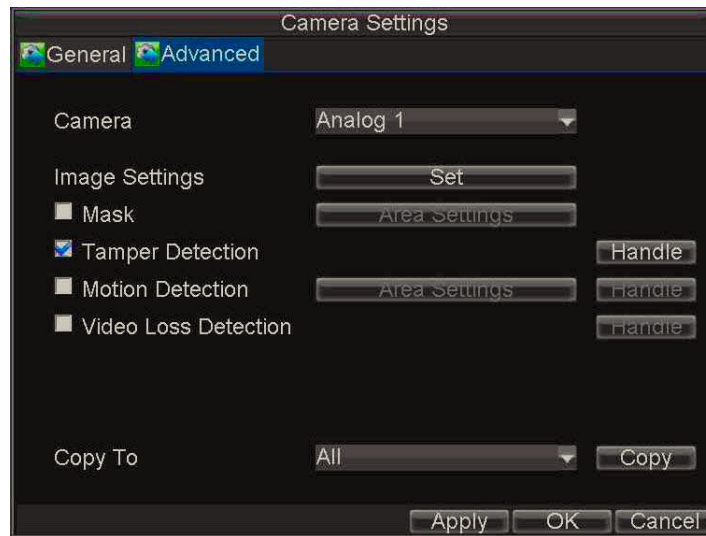 Camera Settings
General Advanced
Camera Analog 1
Image Settings Set
Mask Area Settings
Tamper Detection Handle
Motion Detection Area Settings Handle
Video Loss Detection Handle
Copy To All Copy
Apply OK Cancel